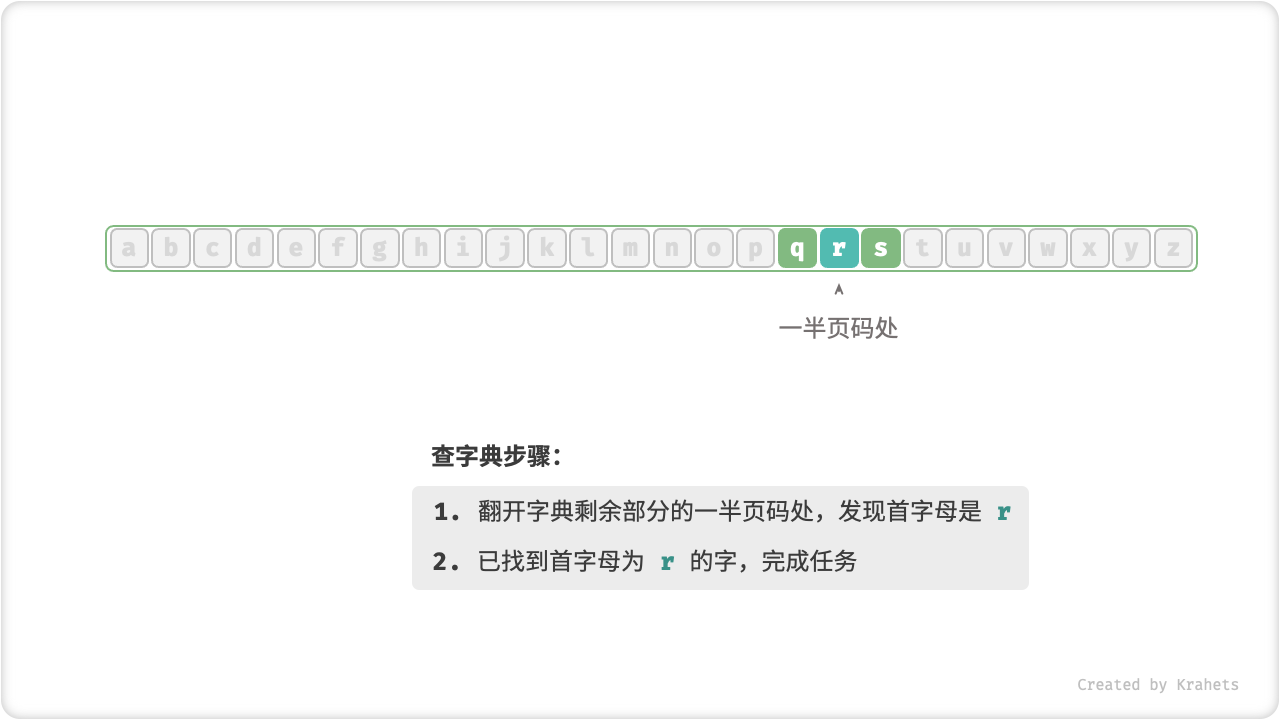 a b c d e f g h i j k l m n o p q r s t u v w x y z
一半页码处
查字典步骤：
1. 翻开字典剩余部分的一半页码处，发现首字母是 r
2. 已找到首字母为 r 的字，完成任务
Created by Krahets